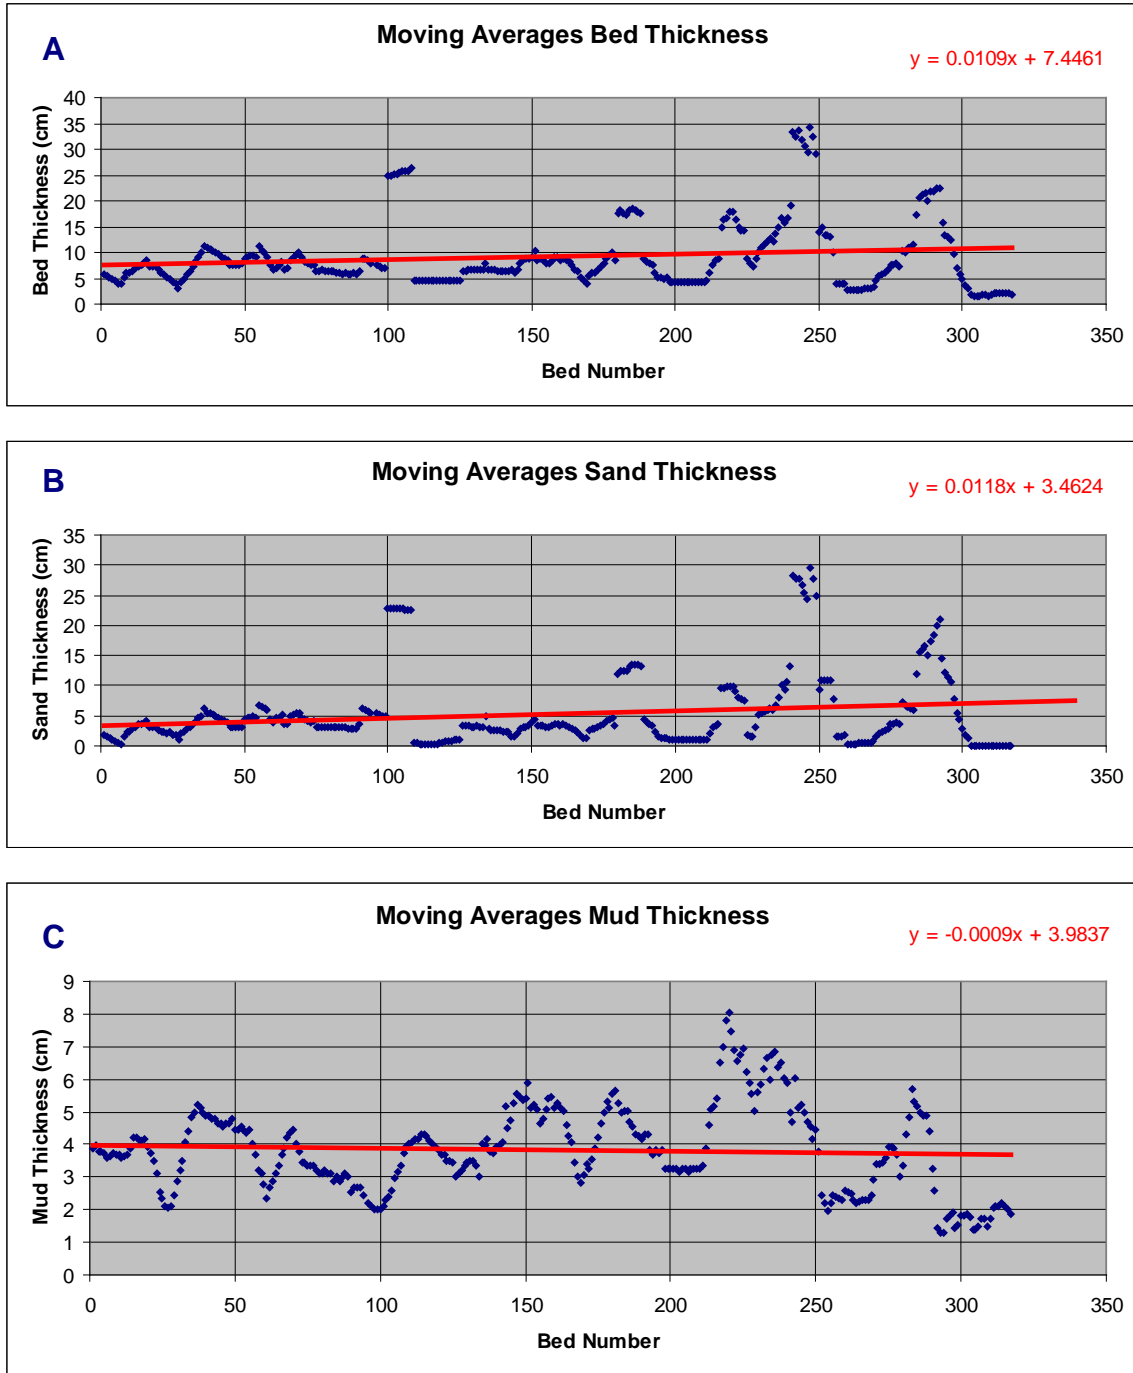 A
Moving Averages Bed Thickness
y = 0.0109x + 7.4461
Bed Thickness (cm)
40
35
30
25
20
15
10
5
0
0 50 100 150 200 250 300 350
Bed Number
B
Moving Averages Sand Thickness
y = 0.0118x + 3.4624
Sand Thickness (cm)
35
30
25
20
15
10
5
0
0 50 100 150 200 250 300 350
Bed Number
C
Moving Averages Mud Thickness
y = -0.0009x + 3.9837
Mud Thickness (cm)
9
8
7
6
5
4
3
2
1
0
0 50 100 150 200 250 300 350
Bed Number